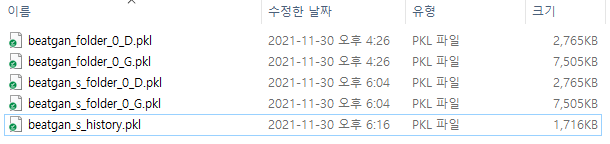 이름 수정한 날짜 유형 크기
beatgan_folder_0_D.pkl 2021-11-30 오후 4:26 PKL 파일 2,765KB
beatgan_folder_0_G.pkl 2021-11-30 오후 4:26 PKL 파일 7,505KB
beatgan_s_folder_0_D.pkl 2021-11-30 오후 6:04 PKL 파일 2,765KB
beatgan_s_folder_0_G.pkl 2021-11-30 오후 6:04 PKL 파일 7,505KB
beatgan_s_history.pkl 2021-11-30 오후 6:16 PKL 파일 1,716KB